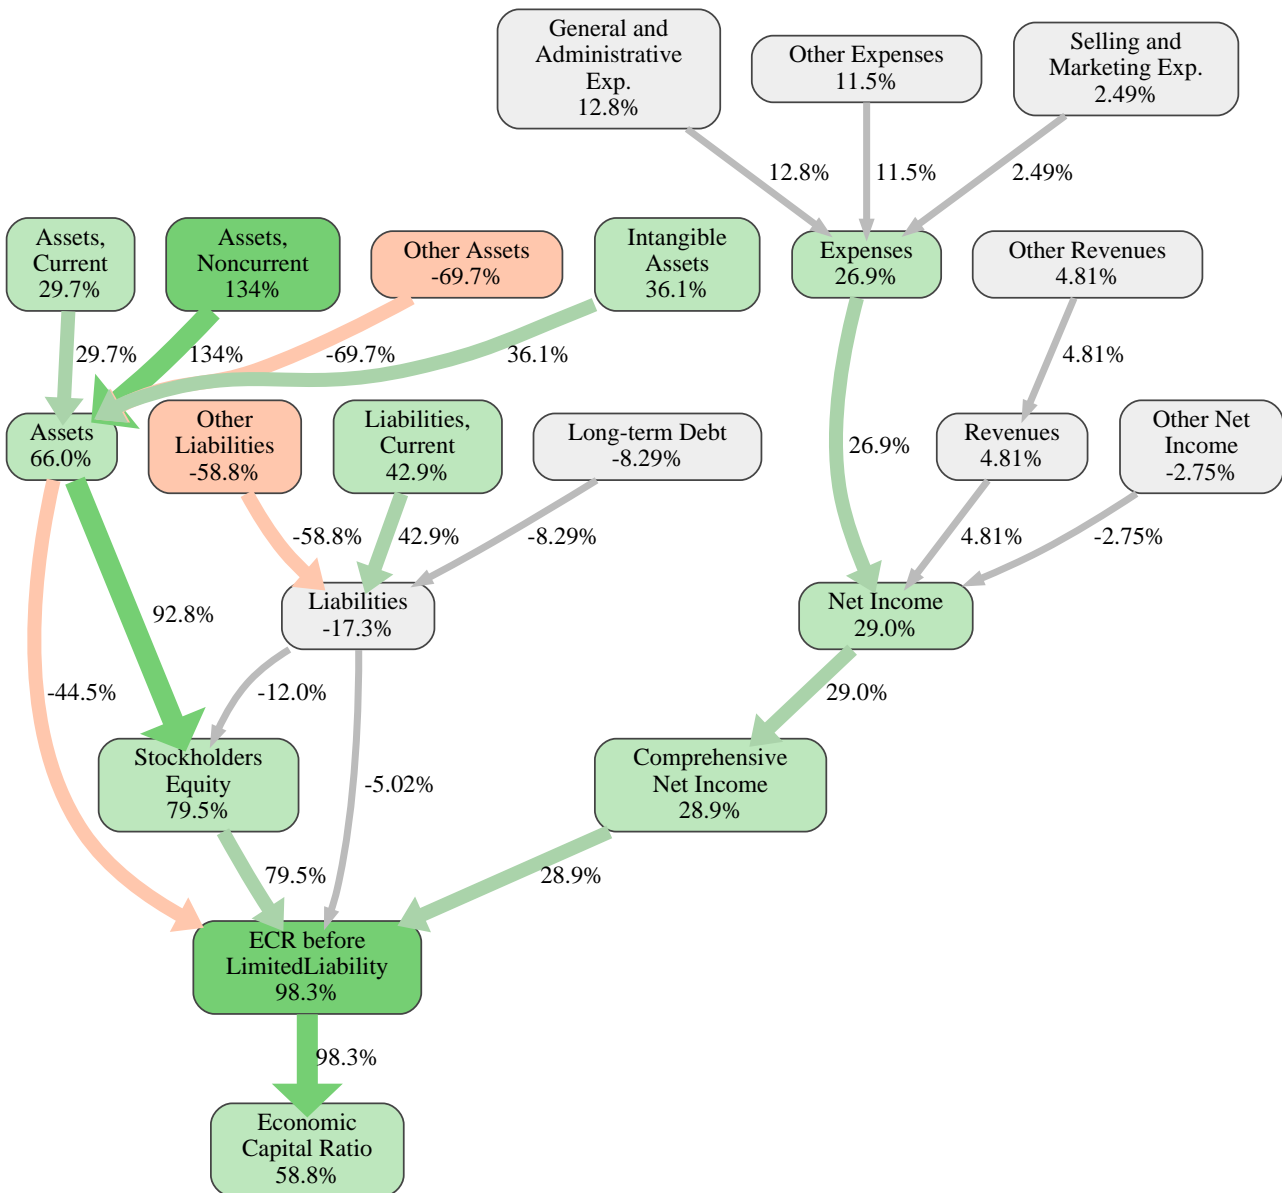 General and
Administrative
Exp.
12.8%
Other Expenses
11.5%
Selling and
Marketing Exp.
2.49%
12.8%
11.5%
2.49%
Assets,
Current
29.7%
Assets,
Noncurrent
134%
Other Assets
-69.7%
Intangible
Assets
36.1%
Expenses
26.9%
Other Revenues
4.81%
29.7%
134%
-69.7%
36.1%
4.81%
Assets
66.0%
Other
Liabilities
-58.8%
Liabilities,
Current
42.9%
Long-term Debt
-8.29%
26.9%
Revenues
4.81%
Other Net
Income
-2.75%
-58.8%
42.9%
-8.29%
4.81%
-2.75%
92.8%
Liabilities
-17.3%
Net Income
29.0%
-44.5%
-12.0%
29.0%
Stockholders
Equity
79.5%
-5.02%
Comprehensive
Net Income
28.9%
79.5%
28.9%
ECR before
LimitedLiability
98.3%
98.3%
Economic
Capital Ratio
58.8%